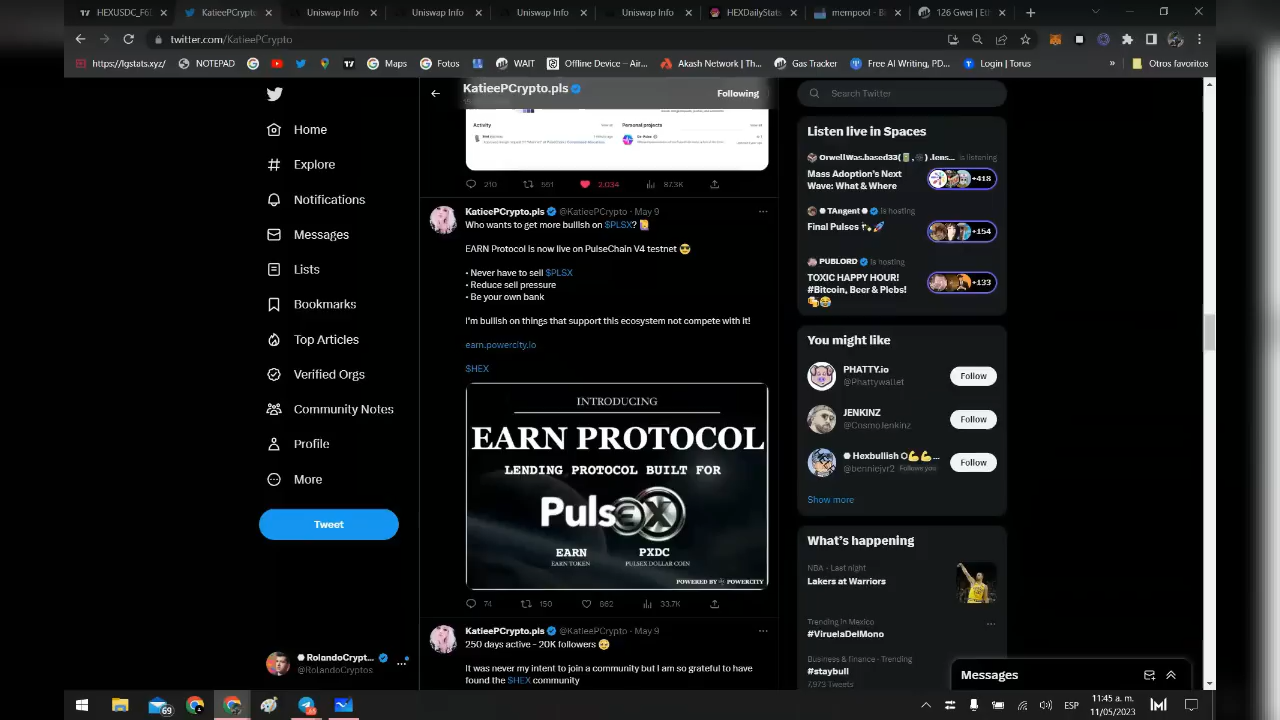 HEXUSDC_F6
KatieePCrypto
Uniswap Info
Uniswap Info
Uniswap Info
Uniswap Info
HEXDailyStats
mempool - Bi
126 Gwei | Eth
twitter.com/KatieePCrypto
https://lgstats.xyz/
NOTEPAD
Maps
Fotos
WAIT
Offline Device – Air...
Akash Network | Th...
Gas Tracker
Free AI Writing, PD...
Login | Torus
»
Otros favoritos
Home
Explore
Notifications
Messages
Lists
Bookmarks
Top Articles
Verified Orgs
Community Notes
Profile
More
Tweet
RolandoCrypt...
@RolandoCryptos
KatieePCrypto.pls
Following
Activity
Personal projects
210
551
2,034
87.3K
KatieePCrypto.pls @KatieePCrypto · May 9
Who wants to get more bullish on $PLSX?
EARN Protocol is now live on PulseChain V4 testnet
• Never have to sell $PLSX
• Reduce sell pressure
• Be your own bank
I'm bullish on things that support this ecosystem not compete with it!
earn.powercity.io
$HEX
INTRODUCING
EARN PROTOCOL
LENDING PROTOCOL BUILT FOR
PulseX
EARN
PXDC
EARN TOKEN
PULSEX DOLLAR COIN
POWERED BY POWERCITY
74
150
862
33.7K
KatieePCrypto.pls @KatieePCrypto · May 9
250 days active - 20K followers
It was never my intent to join a community but I am so grateful to have
found the $HEX community
Search Twitter
Listen live in Spaces
OrwellWas.based33( ).lens... is listening
Mass Adoption's Next
Wave: What & Where
+418
TAngent is hosting
Final Pulses
+154
PUBLORD is hosting
TOXIC HAPPY HOUR!
#Bitcoin, Beer & Plebs!
+133
You might like
PHATTY.io
@Phattywallet
Follow
JENKINZ
@CosmoJenkinz
Follow
Hexbullish
@benniejvr2 Follows you
Follow
Show more
What's happening
NBA · Last night
Lakers at Warriors
Trending in Mexico
#ViruelaDelMono
Business & finance · Trending
#staybull
7,973 Tweets
Messages
69
ESP
11:45 a. m.
11/05/2023